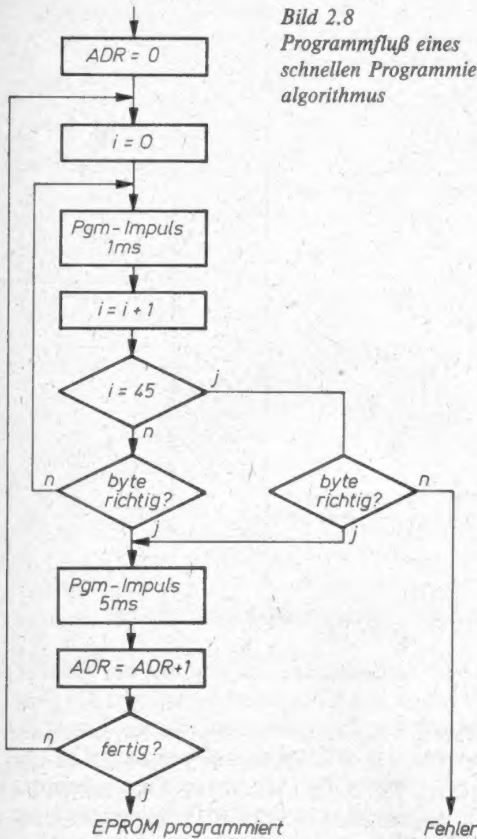 Bild 2.8
Programmfluß eines
schnellen Programmie
algorithmus
ADR = 0
i = 0
Pgm-Impuls
1ms
i = i + 1
i = 45
j
n
byte
richtig?
n
j
byte
richtig?
n
j
Pgm-Impuls
5ms
ADR = ADR+1
fertig?
n
j
EPROM programmiert
Fehler